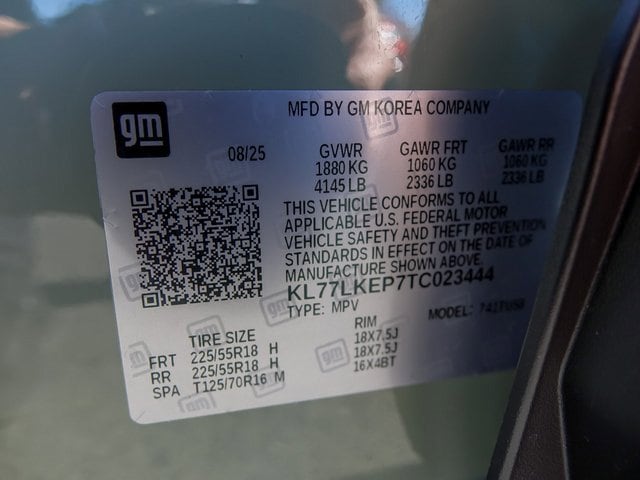 gm
MFD BY GM KOREA COMPANY
08/25
GVWR GAWR FRT GAWR RR
1880 KG 1060 KG 1060 KG
4145 LB 2336 LB 2336 LB
THIS VEHICLE CONFORMS TO ALL
APPLICABLE U.S. FEDERAL MOTOR
VEHICLE SAFETY AND THEFT PREVENTION
STANDARDS IN EFFECT ON THE DATE OF
MANUFACTURE SHOWN ABOVE.
KL77LKEP7TC023444
TYPE: MPV MODEL:
TIRE SIZE RIM
FRT 225/55R18 H 18X7.5J
RR 225/55R18 H 18X7.5J
SPA T125/70R16 M 16X4BT